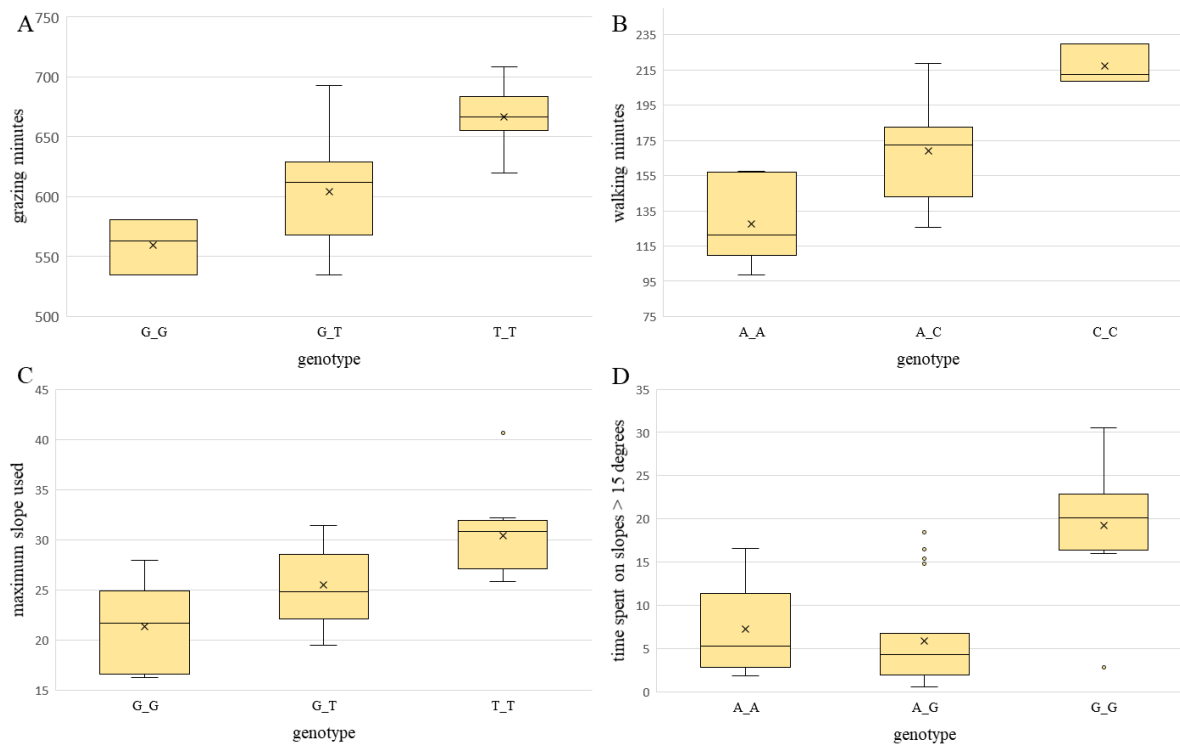 A
grazing minutes
750
700
650
600
550
500
G_G G_T T_T
genotype
B
walking minutes
235
215
195
175
155
135
115
95
75
A_A A_C C_C
genotype
C
maximum slope used
45
40
35
30
25
20
15
G_G G_T T_T
genotype
D
time spent on slopes > 15 degrees
35
30
25
20
15
10
5
0
A_A A_G G_G
genotype